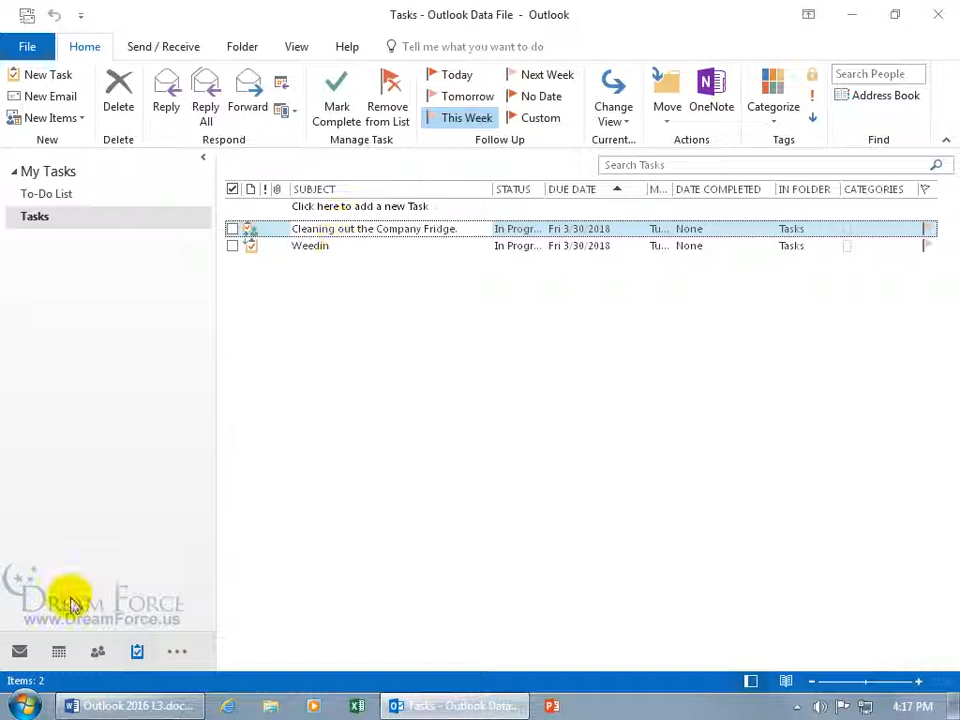 Tasks - Outlook Data File - Outlook
File Home Send / Receive Folder View Help Tell me what you want to do
New Task
New Email
New Items
New
Delete
Delete
Reply
Reply All
Forward
Respond
Mark Complete
Remove from List
Manage Task
Today
Tomorrow
This Week
Next Week
No Date
Custom
Follow Up
Change View
Current...
Move
OneNote
Actions
Categorize
Tags
Search People
Address Book
Find
My Tasks
To-Do List
Tasks
Search Tasks
SUBJECT STATUS DUE DATE M... DATE COMPLETED IN FOLDER CATEGORIES
Click here to add a new Task
Cleaning out the Company Fridge. In Progr... Fri 3/30/2018 Tu... None Tasks
Weedin In Progr... Fri 3/30/2018 Tu... None Tasks
DREAM FORCE
www.DreamForce.us
Items: 2
Outlook 2016 L3.doc... Tasks - Outlook Data... 4:17 PM